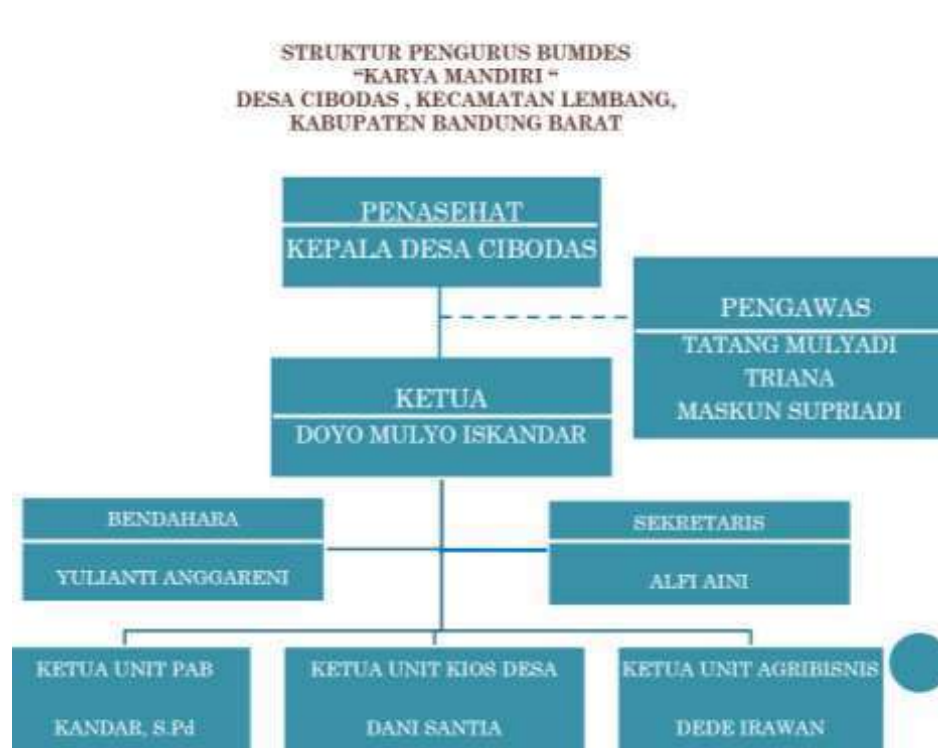 STRUKTUR PENGURUS BUMDES
“KARYA MANDIRI “
DESA CIBODAS , KECAMATAN LEMBANG,
KABUPATEN BANDUNG BARAT
PENASEHAT
KEPALA DESA CIBODAS
PENGAWAS
TATANG MULYADI
TRIANA
MASKUN SUPRIADI
KETUA
DOYO MULYO ISKANDAR
BENDAHARA
YULIANTI ANGGARENI
SEKRETARIS
ALFI AINI
KETUA UNIT PAB
KANDAR, S.Pd
KETUA UNIT KIOS DESA
DANI SANTIA
KETUA UNIT AGRIBISNIS
DEDE IRAWAN